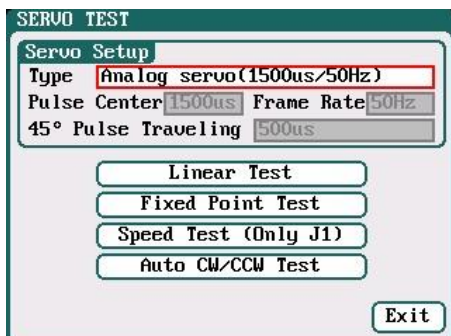 SERVO TEST
Servo Setup
Type Analog servo(1500us/50Hz)
Pulse Center 1500us Frame Rate 50Hz
45° Pulse Traveling 500us
Linear Test
Fixed Point Test
Speed Test (Only J1)
Auto CW/CCW Test
Exit